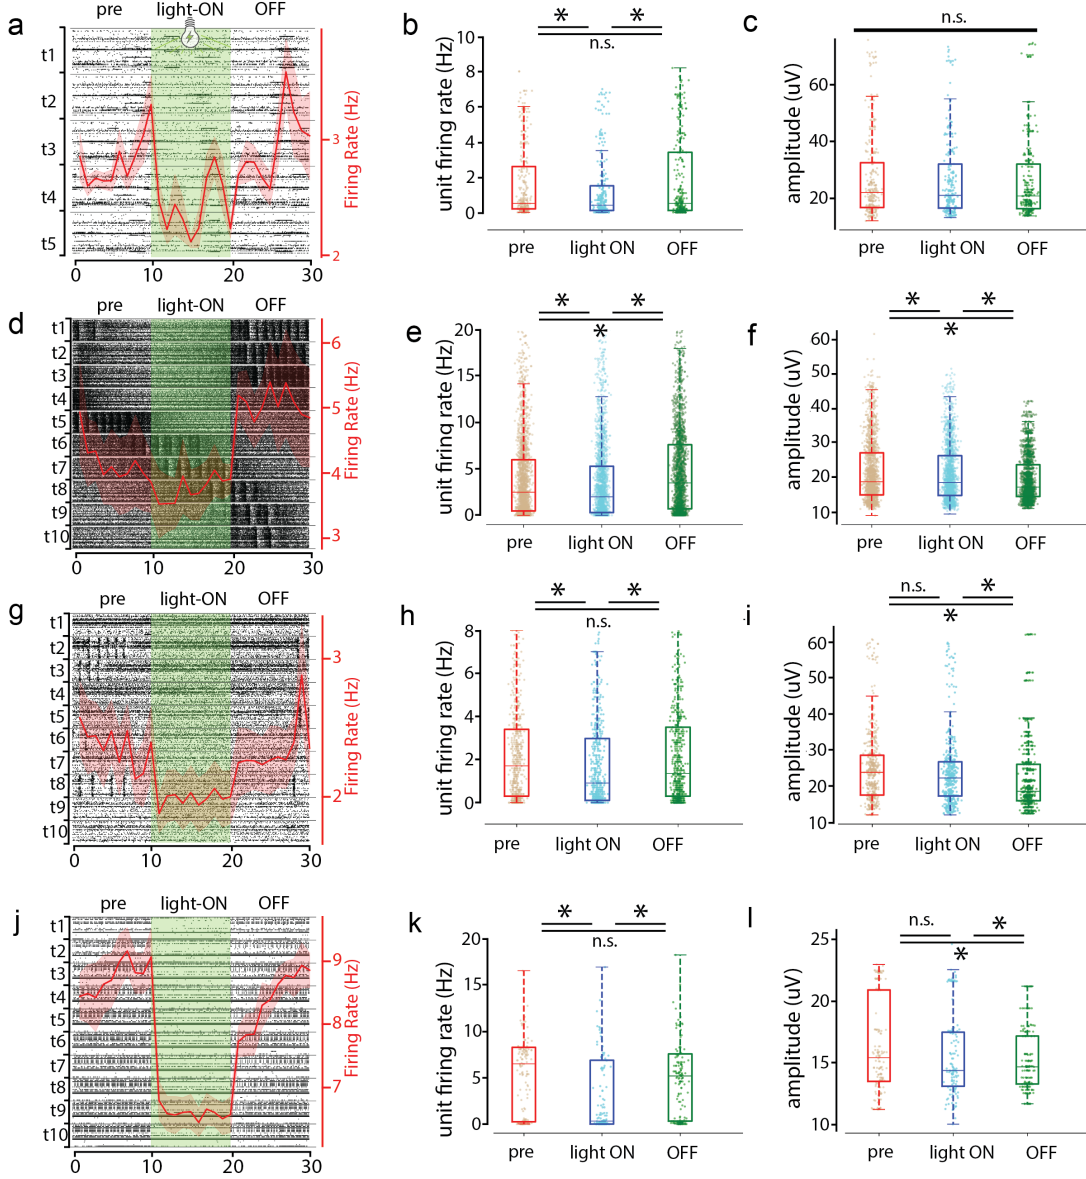 a
pre light-ON OFF
t1
t2
t3
t4
t5
3
2
Firing Rate (Hz)
0 10 20 30
b
* *
n.s.
unit firing rate (Hz)
10
8
6
4
2
0
pre light ON OFF
c
n.s.
amplitude (uV)
60
40
20
pre light ON OFF
d
pre light-ON OFF
t1
t2
t3
t4
t5
t6
t7
t8
t9
t10
6
5
4
3
Firing Rate (Hz)
0 10 20 30
e
* *
*
unit firing rate (Hz)
20
15
10
5
0
pre light ON OFF
f
* *
*
amplitude (uV)
60
50
40
30
20
10
pre light ON OFF
g
pre light-ON OFF
t1
t2
t3
t4
t5
t6
t7
t8
t9
t10
3
2
Firing Rate (Hz)
0 10 20 30
h
* *
n.s.
unit firing rate (Hz)
8
6
4
2
0
pre light ON OFF
i
n.s. *
*
amplitude (uV)
60
50
40
30
20
10
pre light ON OFF
j
pre light-ON OFF
t1
t2
t3
t4
t5
t6
t7
t8
t9
t10
9
8
7
Firing Rate (Hz)
0 10 20 30
k
* *
n.s.
unit firing rate (Hz)
20
15
10
5
0
pre light ON OFF
l
n.s. *
*
amplitude (uV)
25
20
15
10
pre light ON OFF